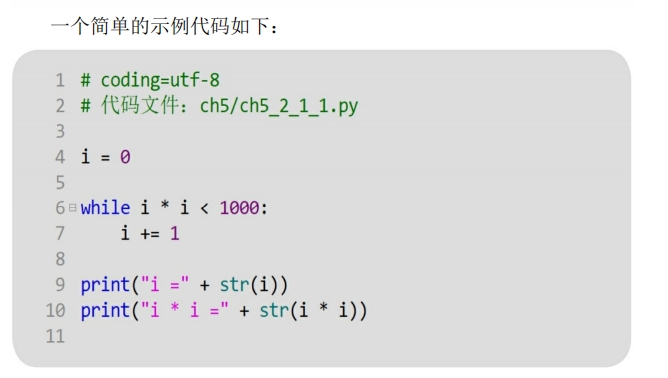 一个简单的示例代码如下：
1 # coding=utf-8
2 # 代码文件：ch5/ch5_2_1_1.py
3
4 i = 0
5
6 while i * i < 1000:
7     i += 1
8
9 print("i =" + str(i))
10 print("i * i =" + str(i * i))
11